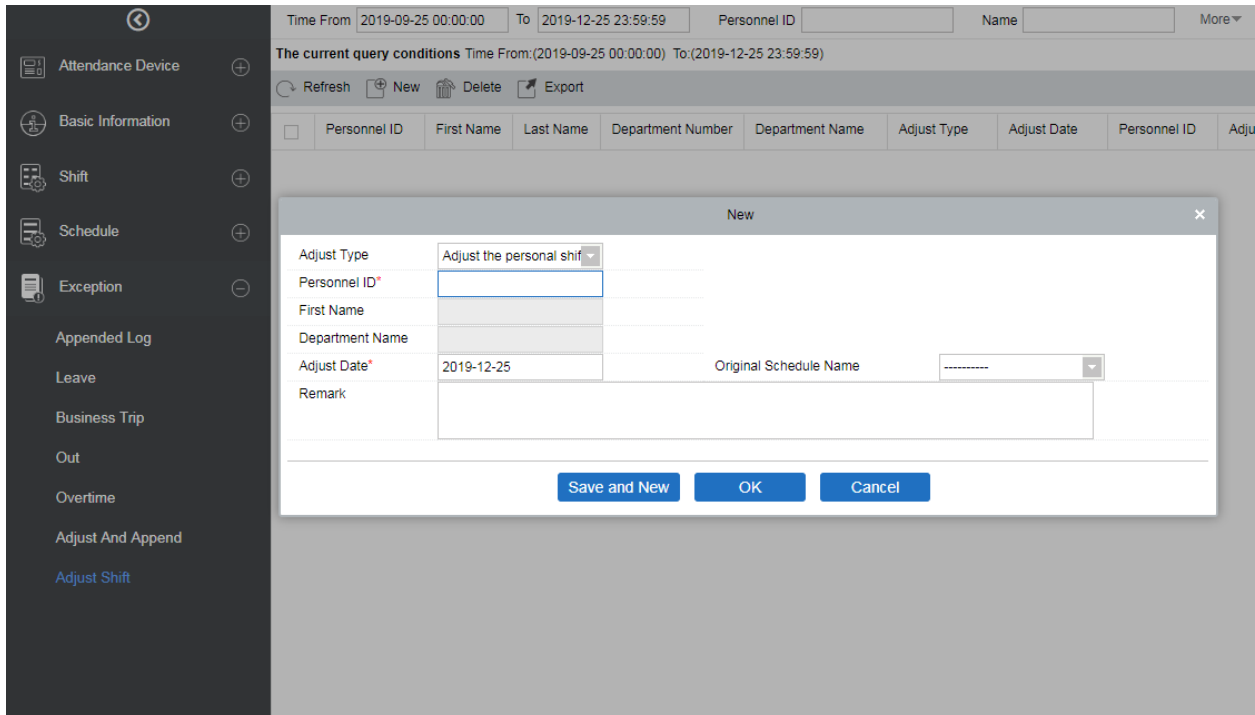 Time From 2019-09-25 00:00:00 To 2019-12-25 23:59:59 Personnel ID Name More
The current query conditions Time From:(2019-09-25 00:00:00) To:(2019-12-25 23:59:59)
Refresh New Delete Export
Personnel ID First Name Last Name Department Number Department Name Adjust Type Adjust Date Personnel ID Adju
Attendance Device
Basic Information
Shift
Schedule
Exception
Appended Log
Leave
Business Trip
Out
Overtime
Adjust And Append
Adjust Shift
New
Adjust Type Adjust the personal shif
Personnel ID*
First Name
Department Name
Adjust Date* 2019-12-25 Original Schedule Name ----------
Remark
Save and New OK Cancel